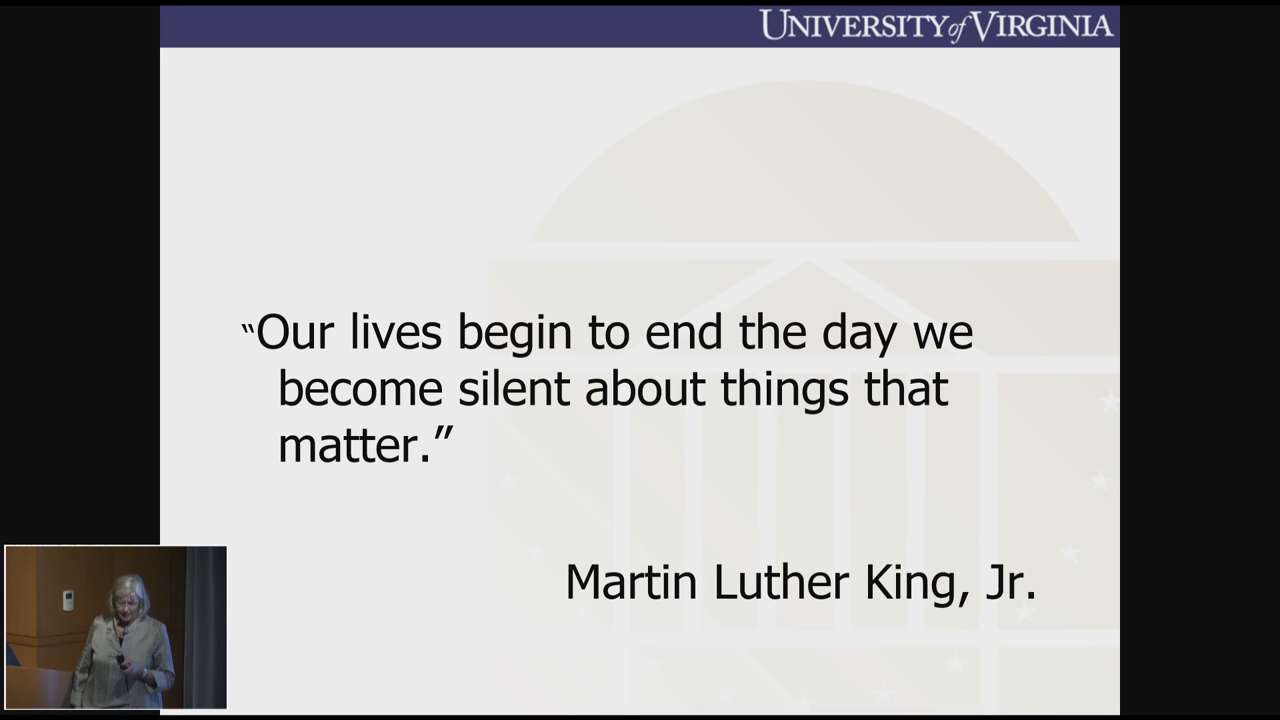 UNIVERSITY of VIRGINIA
“Our lives begin to end the day we
become silent about things that
matter.”
Martin Luther King, Jr.